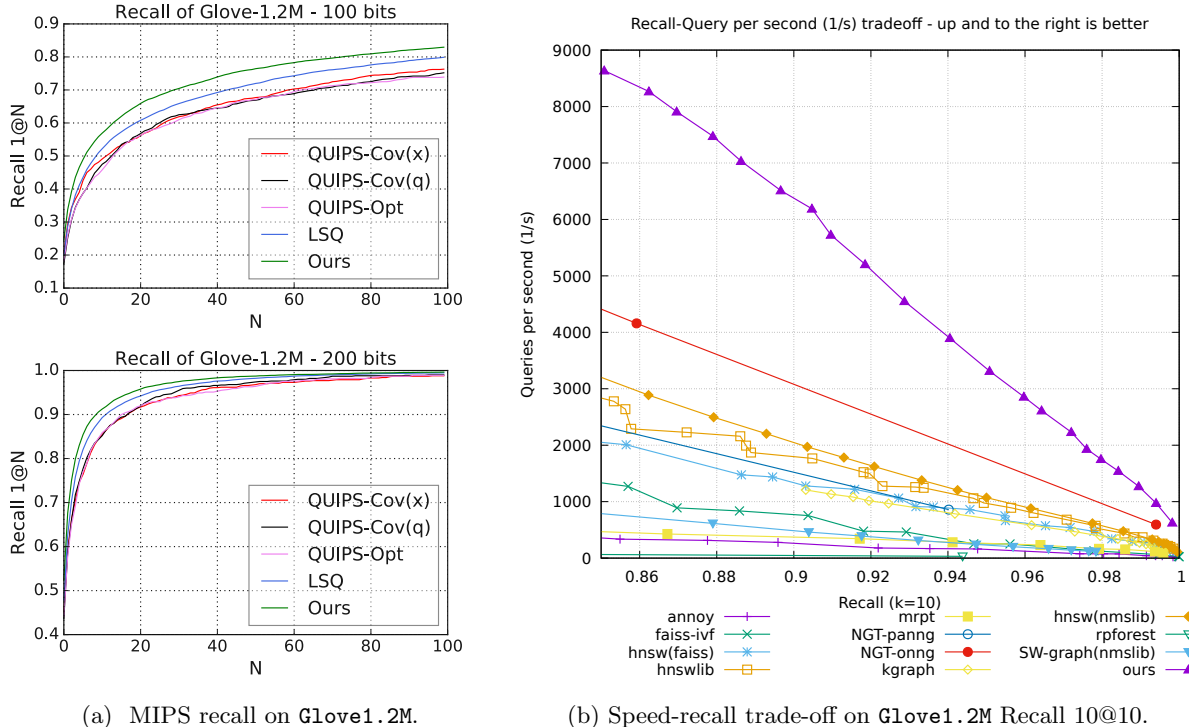 Recall of Glove-1.2M - 100 bits
0.9
0.8
0.7
0.6
0.5
0.4
0.3
0.2
0.1
Recall 1@N
QUIPS-Cov(x)
QUIPS-Cov(q)
QUIPS-Opt
LSQ
Ours
0 20 40 60 80 100
N
Recall of Glove-1.2M - 200 bits
1.0
0.9
0.8
0.7
0.6
0.5
0.4
Recall 1@N
QUIPS-Cov(x)
QUIPS-Cov(q)
QUIPS-Opt
LSQ
Ours
0 20 40 60 80 100
N
(a) MIPS recall on Glove1.2M.
Recall-Query per second (1/s) tradeoff - up and to the right is better
9000
8000
7000
6000
5000
4000
3000
2000
1000
0
Queries per second (1/s)
0.86 0.88 0.9 0.92 0.94 0.96 0.98 1
Recall (k=10)
annoy mrpt hnsw(nmslib)
faiss-ivf NGT-panng rpforest
hnsw(faiss) NGT-onng SW-graph(nmslib)
hnswlib kgraph ours
(b) Speed-recall trade-off on Glove1.2M Recall 10@10.